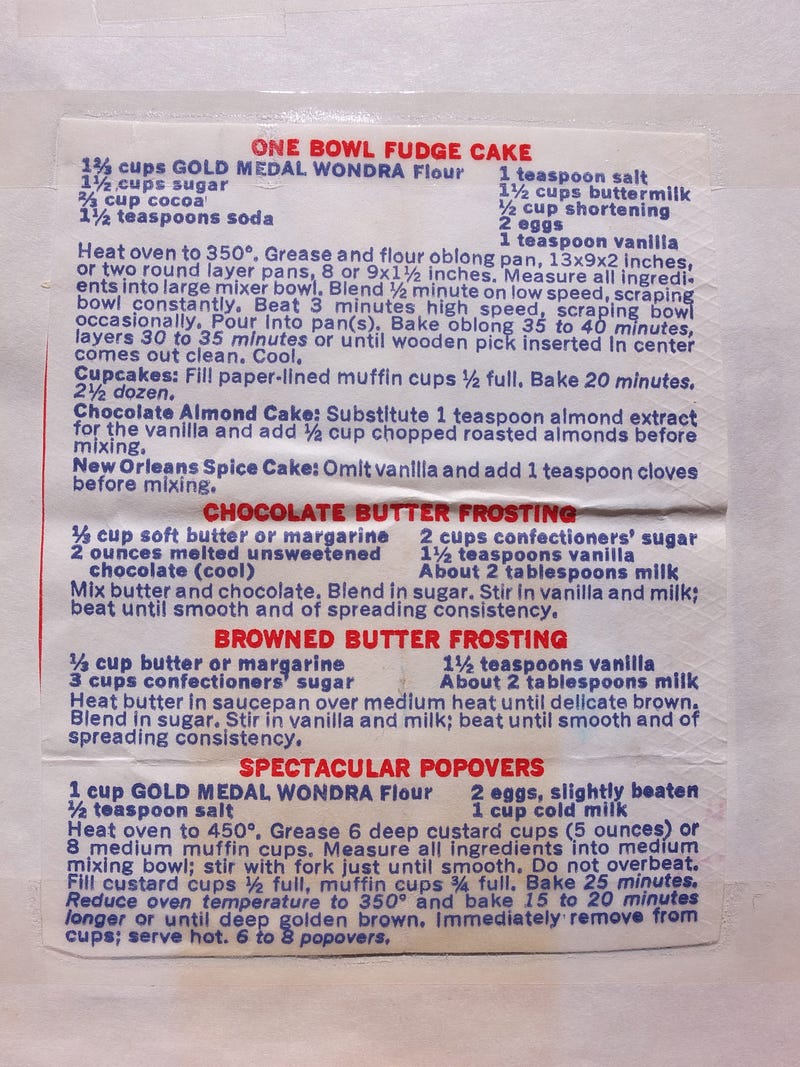 ONE BOWL FUDGE CAKE
1⅔ cups GOLD MEDAL WONDRA Flour
1½ cups sugar
⅔ cup cocoa
1½ teaspoons soda
1 teaspoon salt
1½ cups buttermilk
½ cup shortening
2 eggs
1 teaspoon vanilla
Heat oven to 350°. Grease and flour oblong pan, 13x9x2 inches,
or two round layer pans, 8 or 9x1½ inches. Measure all ingredi-
ents into large mixer bowl. Blend ½ minute on low speed, scraping
bowl constantly. Beat 3 minutes high speed, scraping bowl
occasionally. Pour into pan(s). Bake oblong 35 to 40 minutes,
layers 30 to 35 minutes or until wooden pick inserted in center
comes out clean. Cool.
Cupcakes: Fill paper-lined muffin cups ½ full. Bake 20 minutes.
2½ dozen.
Chocolate Almond Cake: Substitute 1 teaspoon almond extract
for the vanilla and add ½ cup chopped roasted almonds before
mixing.
New Orleans Spice Cake: Omit vanilla and add 1 teaspoon cloves
before mixing.
CHOCOLATE BUTTER FROSTING
⅓ cup soft butter or margarine
2 ounces melted unsweetened
chocolate (cool)
2 cups confectioners' sugar
1½ teaspoons vanilla
About 2 tablespoons milk
Mix butter and chocolate. Blend in sugar. Stir in vanilla and milk;
beat until smooth and of spreading consistency.
BROWNED BUTTER FROSTING
⅓ cup butter or margarine
3 cups confectioners' sugar
1½ teaspoons vanilla
About 2 tablespoons milk
Heat butter in saucepan over medium heat until delicate brown.
Blend in sugar. Stir in vanilla and milk; beat until smooth and of
spreading consistency.
SPECTACULAR POPOVERS
1 cup GOLD MEDAL WONDRA Flour
½ teaspoon salt
2 eggs, slightly beaten
1 cup cold milk
Heat oven to 450°. Grease 6 deep custard cups (5 ounces) or
8 medium muffin cups. Measure all ingredients into medium
mixing bowl; stir with fork just until smooth. Do not overbeat.
Fill custard cups ½ full, muffin cups ¾ full. Bake 25 minutes.
Reduce oven temperature to 350° and bake 15 to 20 minutes
longer or until deep golden brown. Immediately remove from
cups; serve hot. 6 to 8 popovers.